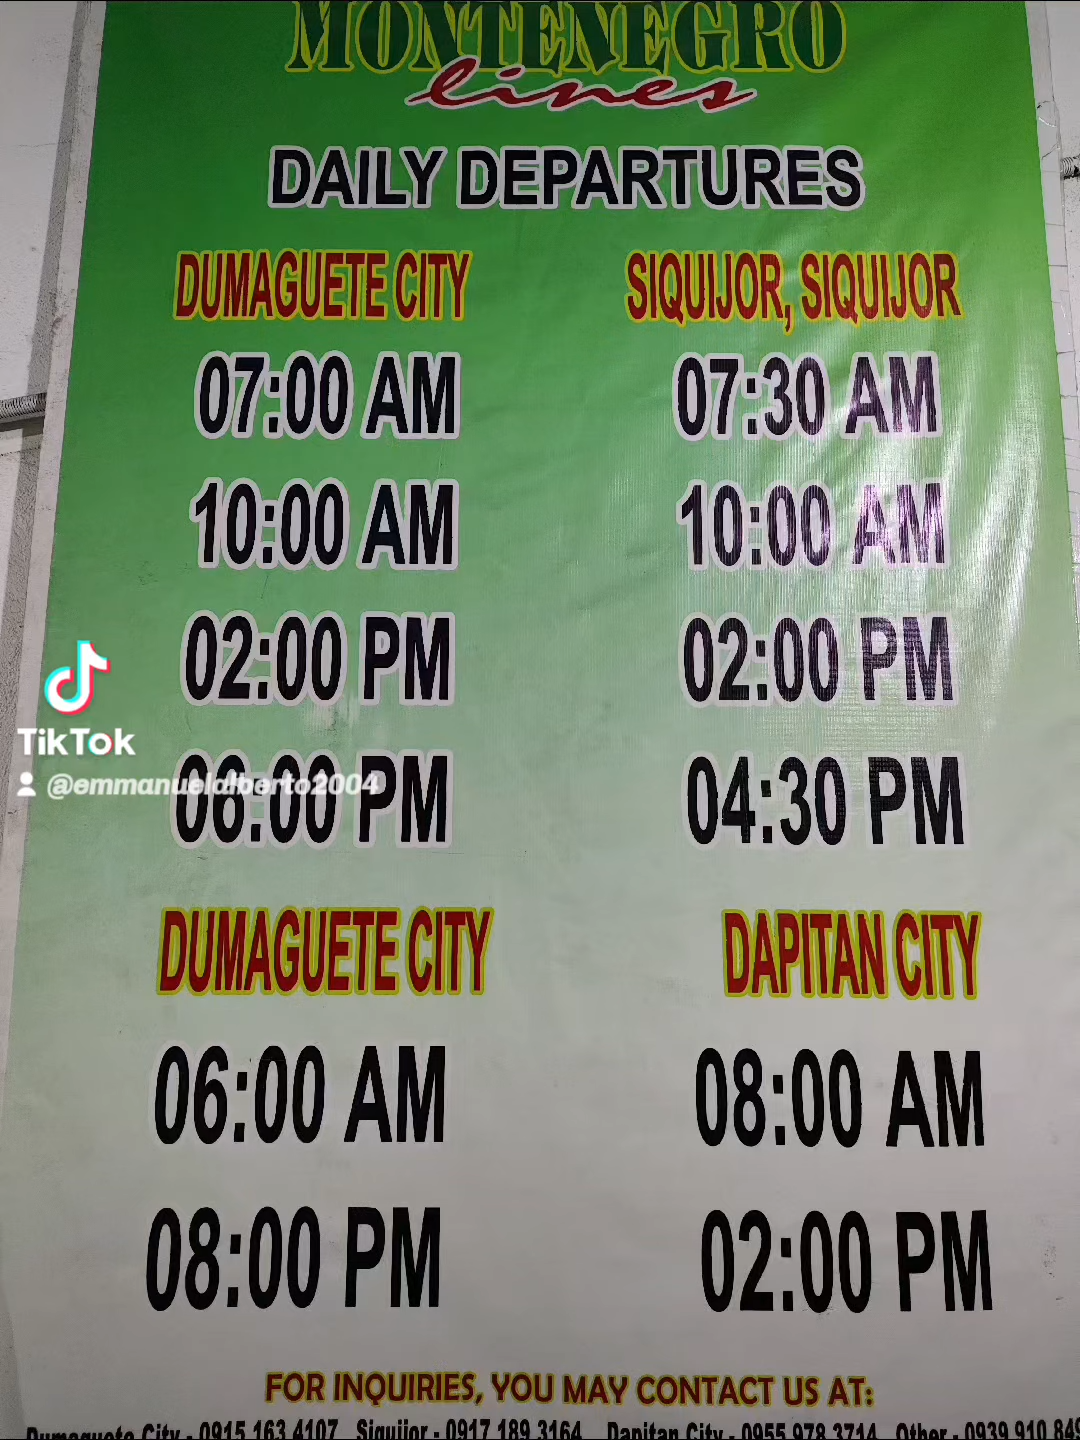 MONTENEGRO
lines
DAILY DEPARTURES
DUMAGUETE CITY SIQUIJOR, SIQUIJOR
07:00 AM 07:30 AM
10:00 AM 10:00 AM
02:00 PM 02:00 PM
06:00 PM 04:30 PM
TikTok
@emmanuelalberto2004
DUMAGUETE CITY DAPITAN CITY
06:00 AM 08:00 AM
08:00 PM 02:00 PM
FOR INQUIRIES, YOU MAY CONTACT US AT:
Dumaguete City - 0915 163 4107 Siquijor - 0917 189 3164 Dapitan City - 0955 978 3714 Other - 0939 910